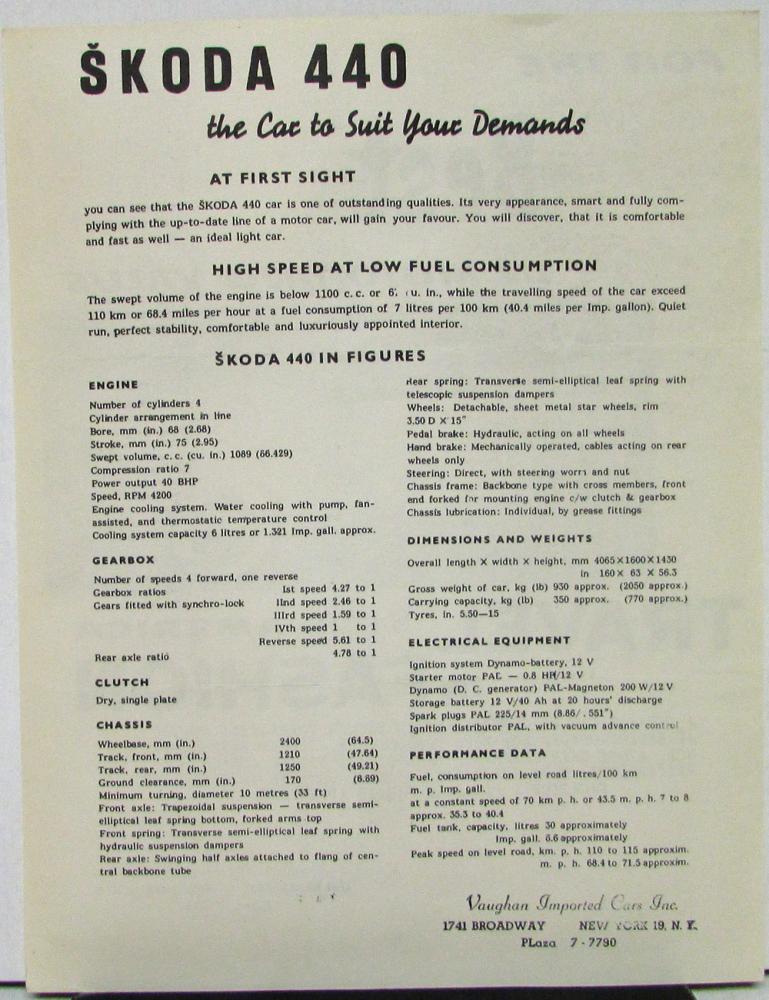 ŠKODA 440
the Car to Suit Your Demands
AT FIRST SIGHT
you can see that the ŠKODA 440 car is one of outstanding qualities. Its very appearance, smart and fully com-
plying with the up-to-date line of a motor car, will gain your favour. You will discover, that it is comfortable
and fast as well — an ideal light car.
HIGH SPEED AT LOW FUEL CONSUMPTION
The swept volume of the engine is below 1100 c. c. or in., while the travelling speed of the car exceed
110 km or 68.4 miles per hour at a fuel consumption of 7 litres per 100 km (40.4 miles per Imp. gallon). Quiet
run, perfect stability, comfortable and luxuriously appointed interior.
ŠKODA 440 IN FIGURES
ENGINE
Number of cylinders 4
Cylinder arrangement in line
Bore, mm (in.) 68 (2.68)
Stroke, mm (in.) 75 (2.95)
Swept volume, c. c. (cu. in.) 1089 (66.429)
Compression ratio 7
Power output 40 BHP
Speed, RPM 4200
Engine cooling system. Water cooling with pump, fan-
assisted, and thermostatic temperature control
Cooling system capacity 6 litres or 1.321 Imp. gall. approx.
GEARBOX
Number of speeds 4 forward, one reverse
Gearbox ratios Ist speed 4.27 to 1
Gears fitted with synchro-lock IInd speed 2.46 to 1
IIIrd speed 1.59 to 1
IVth speed 1 to 1
Reverse speed 5.61 to 1
Rear axle ratio 4.78 to 1
CLUTCH
Dry, single plate
CHASSIS
Wheelbase, mm (in.) 2400 (64.5)
Track, front, mm (in.) 1210 (47.64)
Track, rear, mm (in.) 1250 (49.21)
Ground clearance, mm (in.) 170 (6.69)
Minimum turning, diameter 10 metres (33 ft)
Front axle: Trapezoidal suspension — transverse semi-
elliptical leaf spring bottom, forked arms top
Front spring: Transverse semi-elliptical leaf spring with
hydraulic suspension dampers
Rear axle: Swinging half axles attached to flang of cen-
tral backbone tube
Rear spring: Transverse semi-elliptical leaf spring with
telescopic suspension dampers
Wheels: Detachable, sheet metal star wheels, rim
3.50 D X 15"
Pedal brake: Hydraulic, acting on all wheels
Hand brake: Mechanically operated, cables acting on rear
wheels only
Steering: Direct, with steering worm and nut
Chassis frame: Backbone type with cross members, front
end forked for mounting engine c/w clutch & gearbox
Chassis lubrication: Individual, by grease fittings
DIMENSIONS AND WEIGHTS
Overall length X width X height, mm 4065X1600X1430
in 160 X 63 X 56.3
Gross weight of car, kg (lb) 930 approx. (2050 approx.)
Carrying capacity, kg (lb) 350 approx. (770 approx.)
Tyres, in. 5.50—15
ELECTRICAL EQUIPMENT
Ignition system Dynamo-battery, 12 V
Starter motor PAL — 0.8 HP/12 V
Dynamo (D. C. generator) PAL-Magneton 200 W/12 V
Storage battery 12 V/40 Ah at 20 hours' discharge
Spark plugs PAL 225/14 mm (8.86/ . 551")
Ignition distributor PAL, with vacuum advance control
PERFORMANCE DATA
Fuel, consumption on level road litres/100 km
m. p. Imp. gall.
at a constant speed of 70 km p. h. or 43.5 m. p. h. 7 to 8
approx. 35.3 to 40.4
Fuel tank, capacity, litres 30 approximately
Imp. gall. 6.6 approximately
Peak speed on level road, km. p. h. 110 to 115 approxim.
m. p. h. 68.4 to 71.5 approxim.
Vaughan Imported Cars Inc.
1741 BROADWAY NEW YORK 19, N. Y.
PLaza 7 - 7790